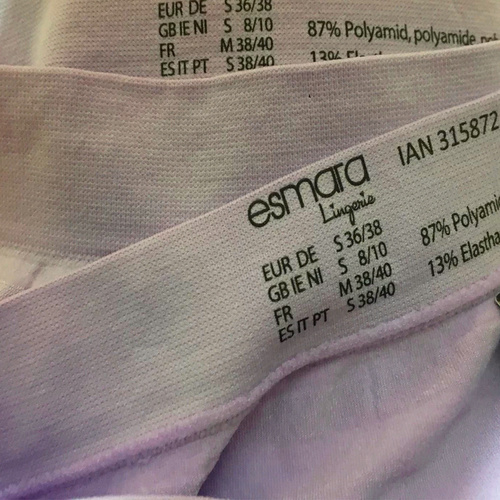 EUR DE S 36/38
GB IE NI S 8/10
FR M 38/40
ES IT PT S 38/40
87% Polyamid, polyamide,
13%
esmara
Lingerie
IAN 315872
EUR DE S 36/38
GB IE NI S 8/10
FR M 38/40
ES IT PT S 38/40
87% Polyamid
13% Elastha